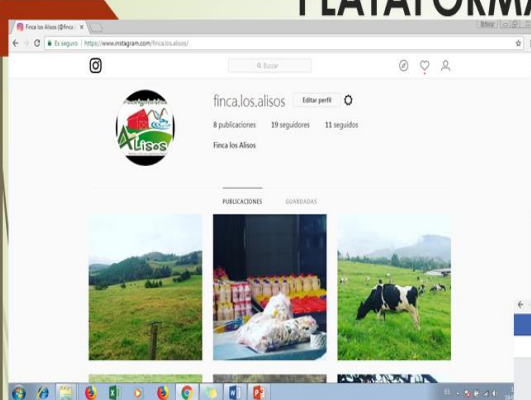 PLATAFORMA
Finca los Alisos (@finca
Es seguro | https://www.instagram.com/finca.los.alisos/
Buscar
finca.los.alisos Editar perfil
8 publicaciones 19 seguidores 11 seguidos
Finca los Alisos
ALISOS
PUBLICACIONES GUARDADAS
ES